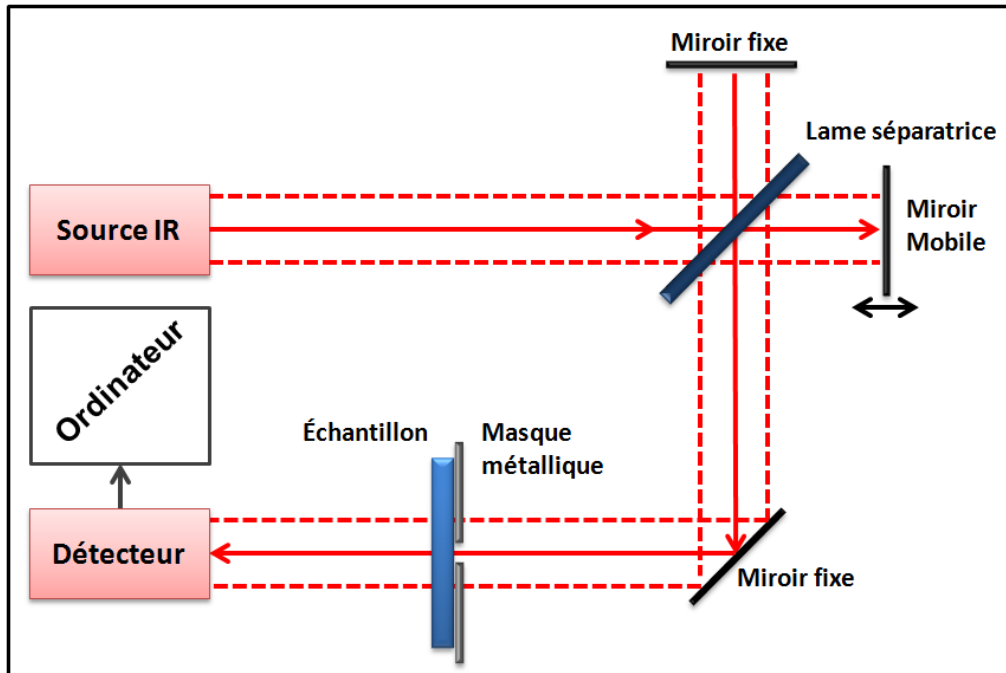 Miroir fixe
Lame séparatrice
Source IR
Miroir
Mobile
Ordinateur
Échantillon
Masque
métallique
Détecteur
Miroir fixe